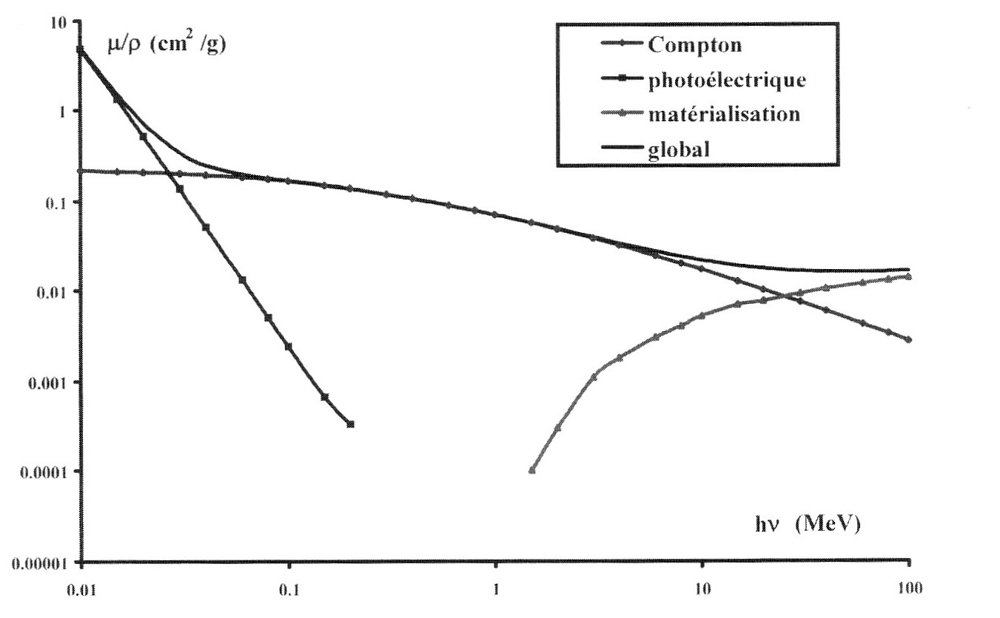 10
μ/ρ (cm² /g)
Compton
photoélectrique
matérialisation
global
1
0.1
0.01
0.001
0.0001
hν (MeV)
0.00001
0.01
0.1
1
10
100